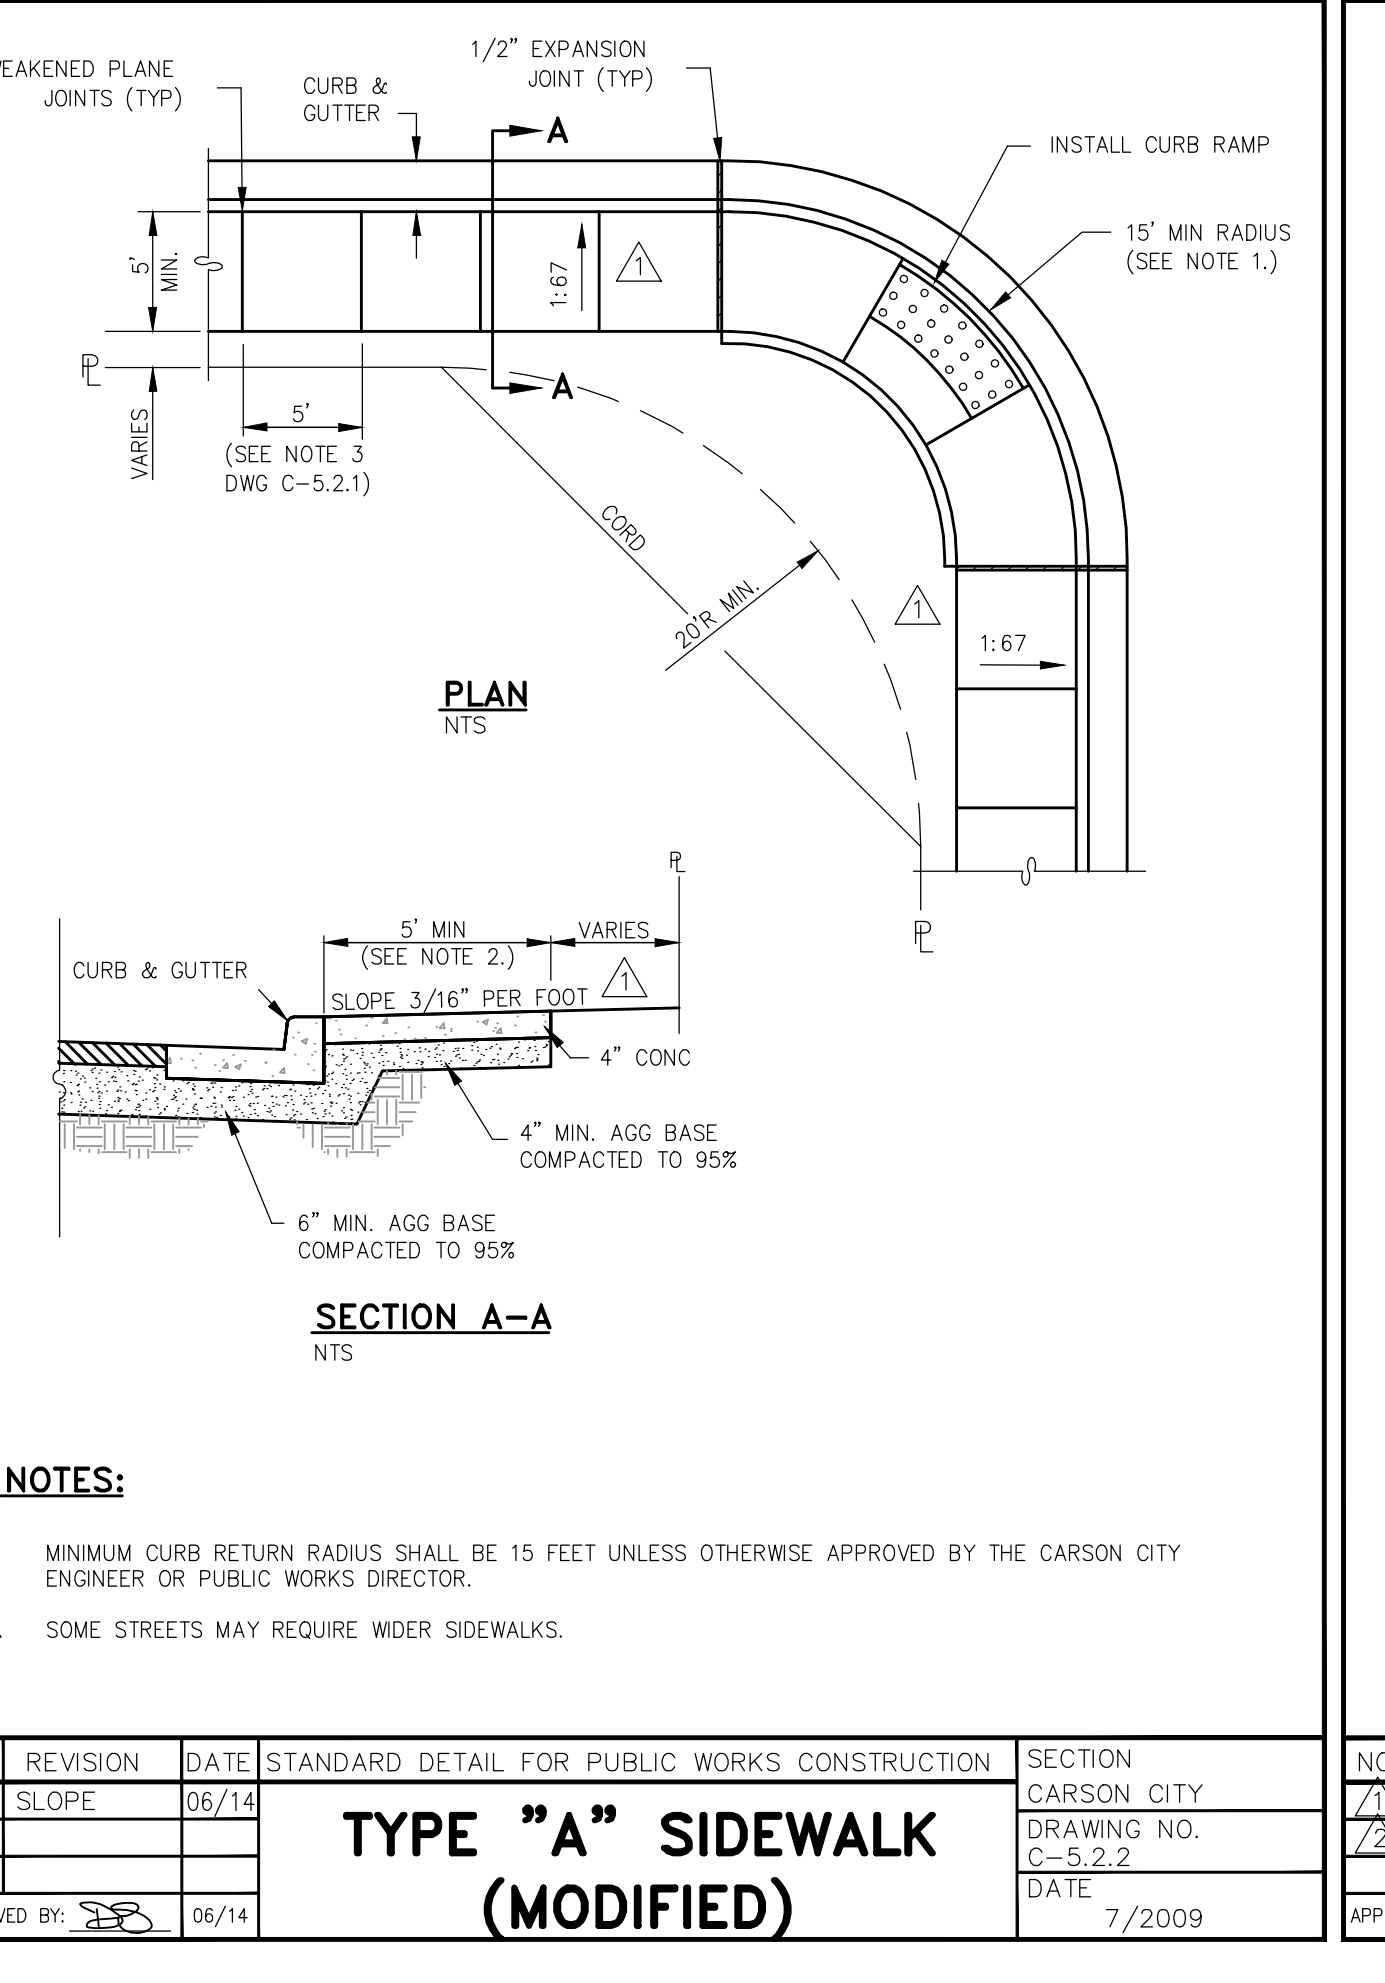 PLANE
JOINTS (TYP)
CURB &
GUTTER
1/2" EXPANSION
JOINT (TYP)
A
INSTALL CURB RAMP
15' MIN RADIUS
(SEE NOTE 1.)
5'
MIN.
1:67
1
PL
VARIES
5'
(SEE NOTE 3
DWG C-5.2.1)
A
CORD
20'R MIN.
1
1:67
PLAN
NTS
PL
PL
5' MIN
(SEE NOTE 2.)
VARIES
CURB & GUTTER
SLOPE 3/16" PER FOOT
1
4" CONC
4" MIN. AGG BASE
COMPACTED TO 95%
6" MIN. AGG BASE
COMPACTED TO 95%
SECTION A-A
NTS
NOTES:
MINIMUM CURB RETURN RADIUS SHALL BE 15 FEET UNLESS OTHERWISE APPROVED BY THE CARSON CITY
ENGINEER OR PUBLIC WORKS DIRECTOR.
SOME STREETS MAY REQUIRE WIDER SIDEWALKS.
REVISION DATE
SLOPE 06/14
BY: 06/14
STANDARD DETAIL FOR PUBLIC WORKS CONSTRUCTION
TYPE "A" SIDEWALK
(MODIFIED)
SECTION
CARSON CITY
DRAWING NO.
C-5.2.2
DATE
7/2009
1
2